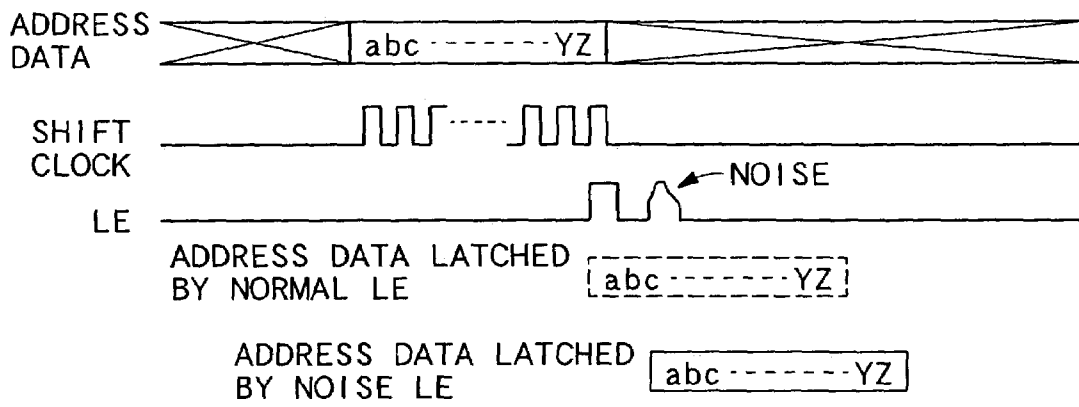 ADDRESS
DATA
abc -------- YZ
SHIFT
CLOCK
NOISE
LE
ADDRESS DATA LATCHED
BY NORMAL LE
abc -------- YZ
ADDRESS DATA LATCHED
BY NOISE LE
abc -------- YZ